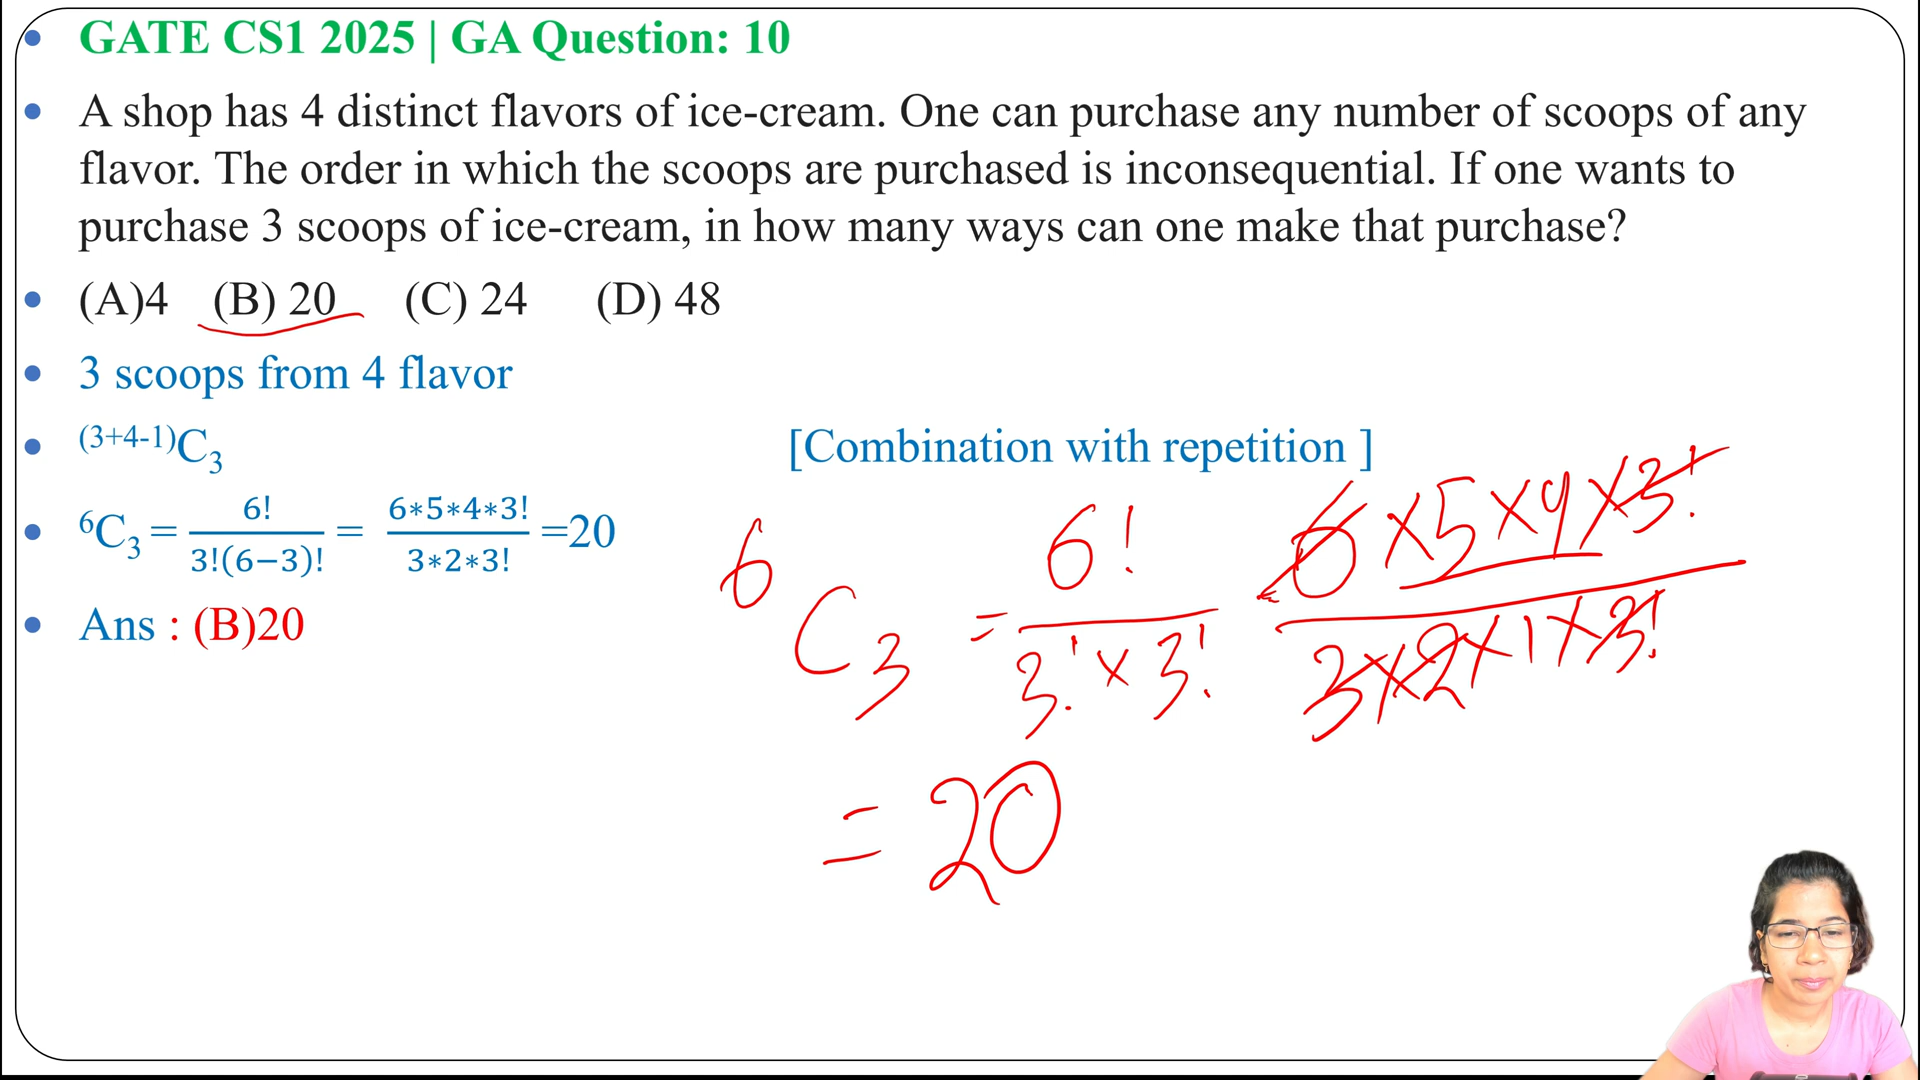 GATE CS1 2025 | GA Question: 10
A shop has 4 distinct flavors of ice-cream. One can purchase any number of scoops of any
flavor. The order in which the scoops are purchased is inconsequential. If one wants to
purchase 3 scoops of ice-cream, in how many ways can one make that purchase?
(A)4 (B) 20 (C) 24 (D) 48
3 scoops from 4 flavor
(3+4-1)C3 [Combination with repetition ]
6C3 = 6!/3!(6−3)! = 6*5*4*3!/3*2*3! =20
Ans : (B)20
6C3 = 6!/3!×3! 6×5×4×3!/3×2×1×3!
= 20